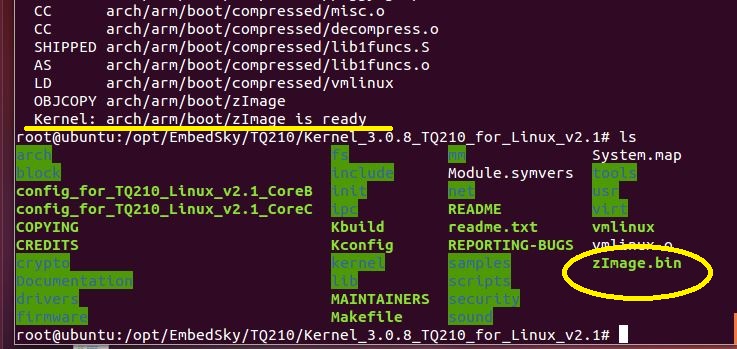 CC arch/arm/boot/compressed/misc.o
CC arch/arm/boot/compressed/decompress.o
SHIPPED arch/arm/boot/compressed/lib1funcs.S
AS arch/arm/boot/compressed/lib1funcs.o
LD arch/arm/boot/compressed/vmlinux
OBJCOPY arch/arm/boot/zImage
Kernel: arch/arm/boot/zImage is ready
root@ubuntu:/opt/EmbedSky/TQ210/Kernel_3.0.8_TQ210_for_Linux_v2.1# ls
arch fs mm System.map
block include Module.symvers tools
config_for_TQ210_Linux_v2.1_CoreB init net usr
config_for_TQ210_Linux_v2.1_CoreC ipc README virt
COPYING Kbuild readme.txt vmlinux
CREDITS Kconfig REPORTING-BUGS vmlinux.o
crypto kernel samples zImage.bin
Documentation lib scripts
drivers MAINTAINERS security
firmware Makefile sound
root@ubuntu:/opt/EmbedSky/TQ210/Kernel_3.0.8_TQ210_for_Linux_v2.1#